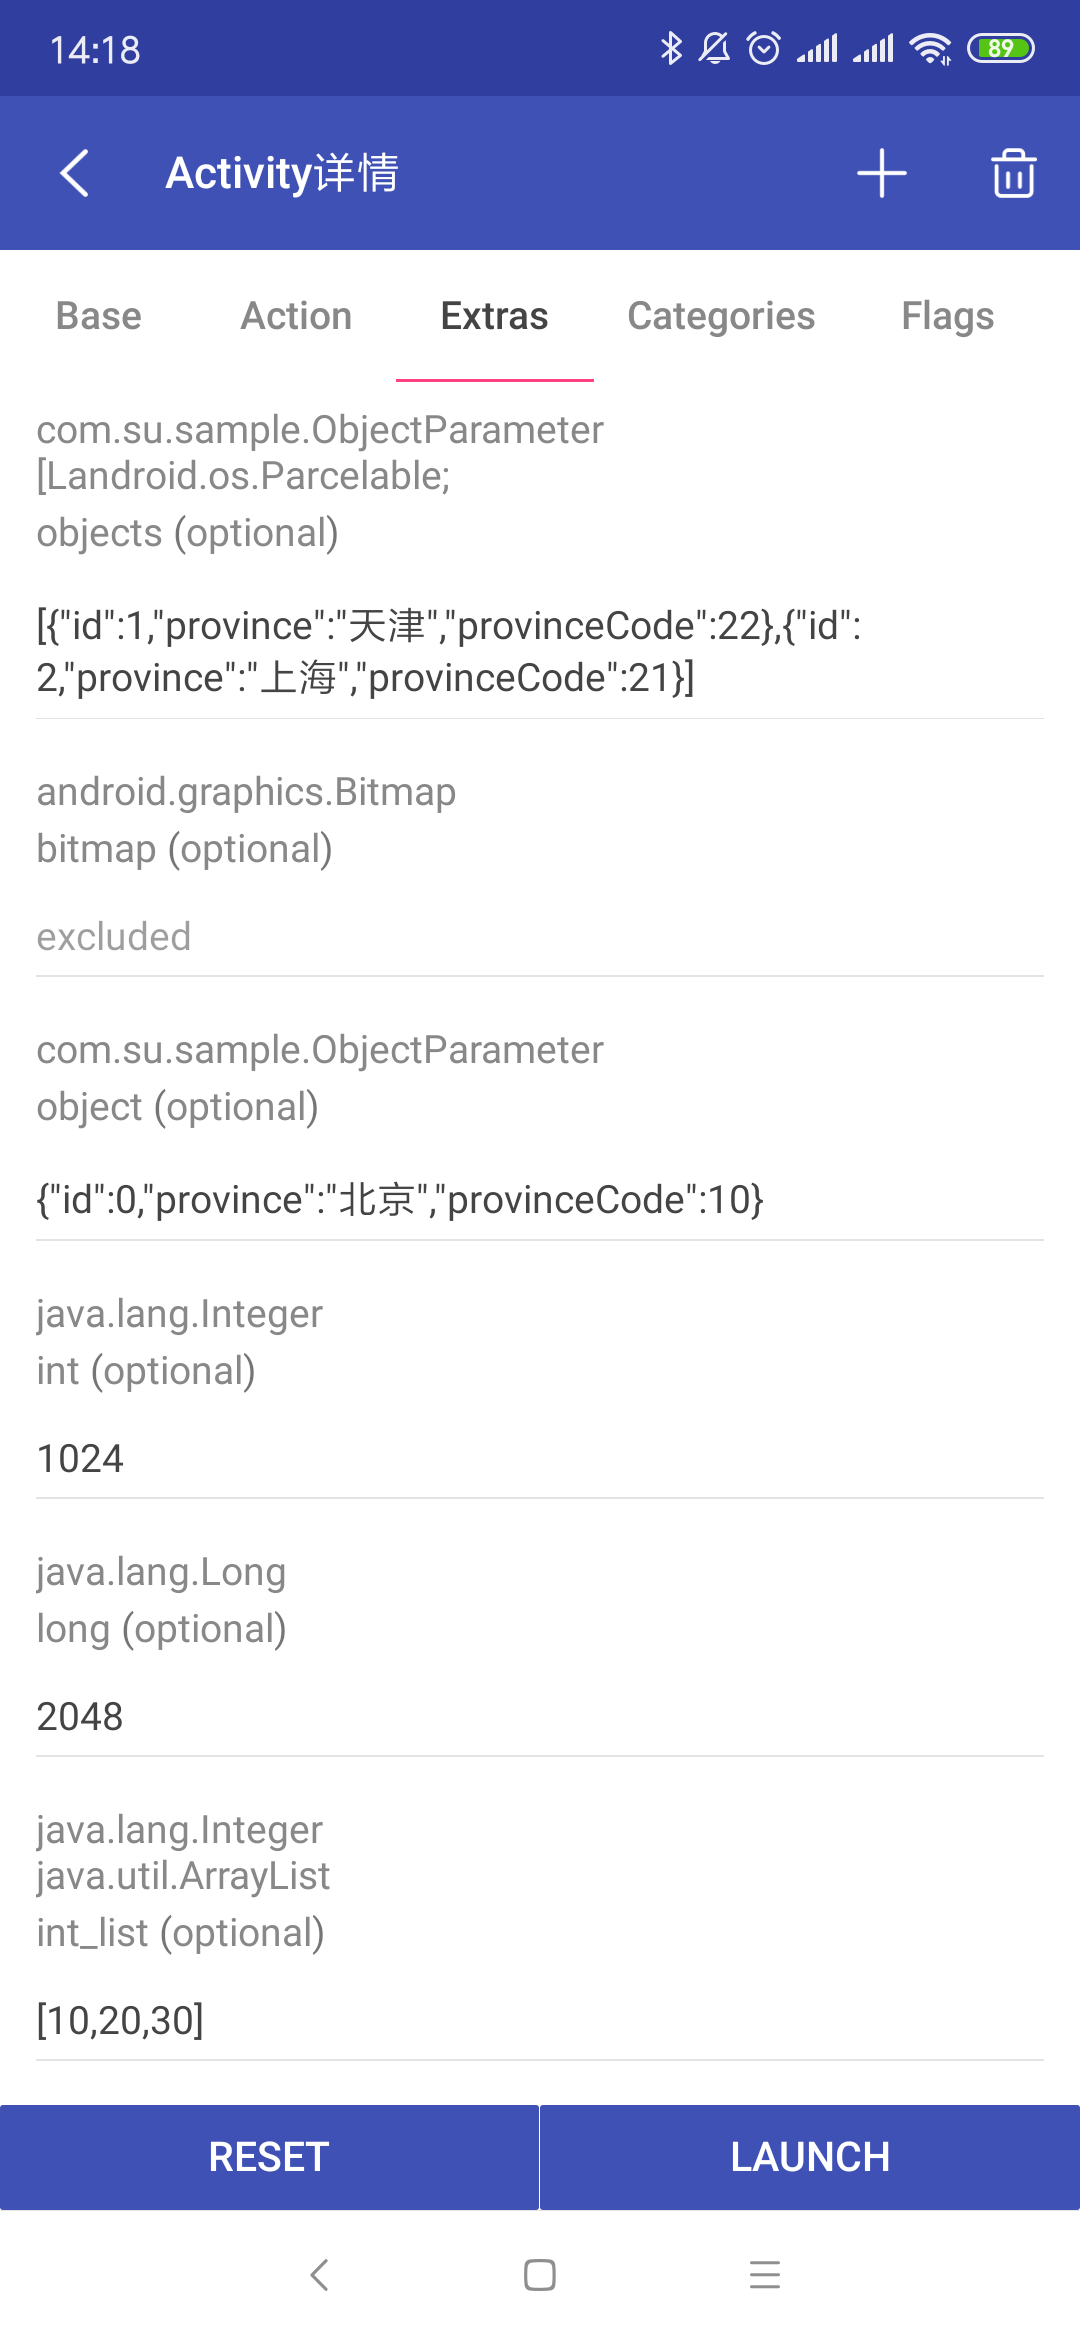 14:18
89
Activity详情
Base Action Extras Categories Flags
com.su.sample.ObjectParameter
[Landroid.os.Parcelable;
objects (optional)
[{"id":1,"province":"天津","provinceCode":22},{"id":
2,"province":"上海","provinceCode":21}]
android.graphics.Bitmap
bitmap (optional)
excluded
com.su.sample.ObjectParameter
object (optional)
{"id":0,"province":"北京","provinceCode":10}
java.lang.Integer
int (optional)
1024
java.lang.Long
long (optional)
2048
java.lang.Integer
java.util.ArrayList
int_list (optional)
[10,20,30]
RESET LAUNCH